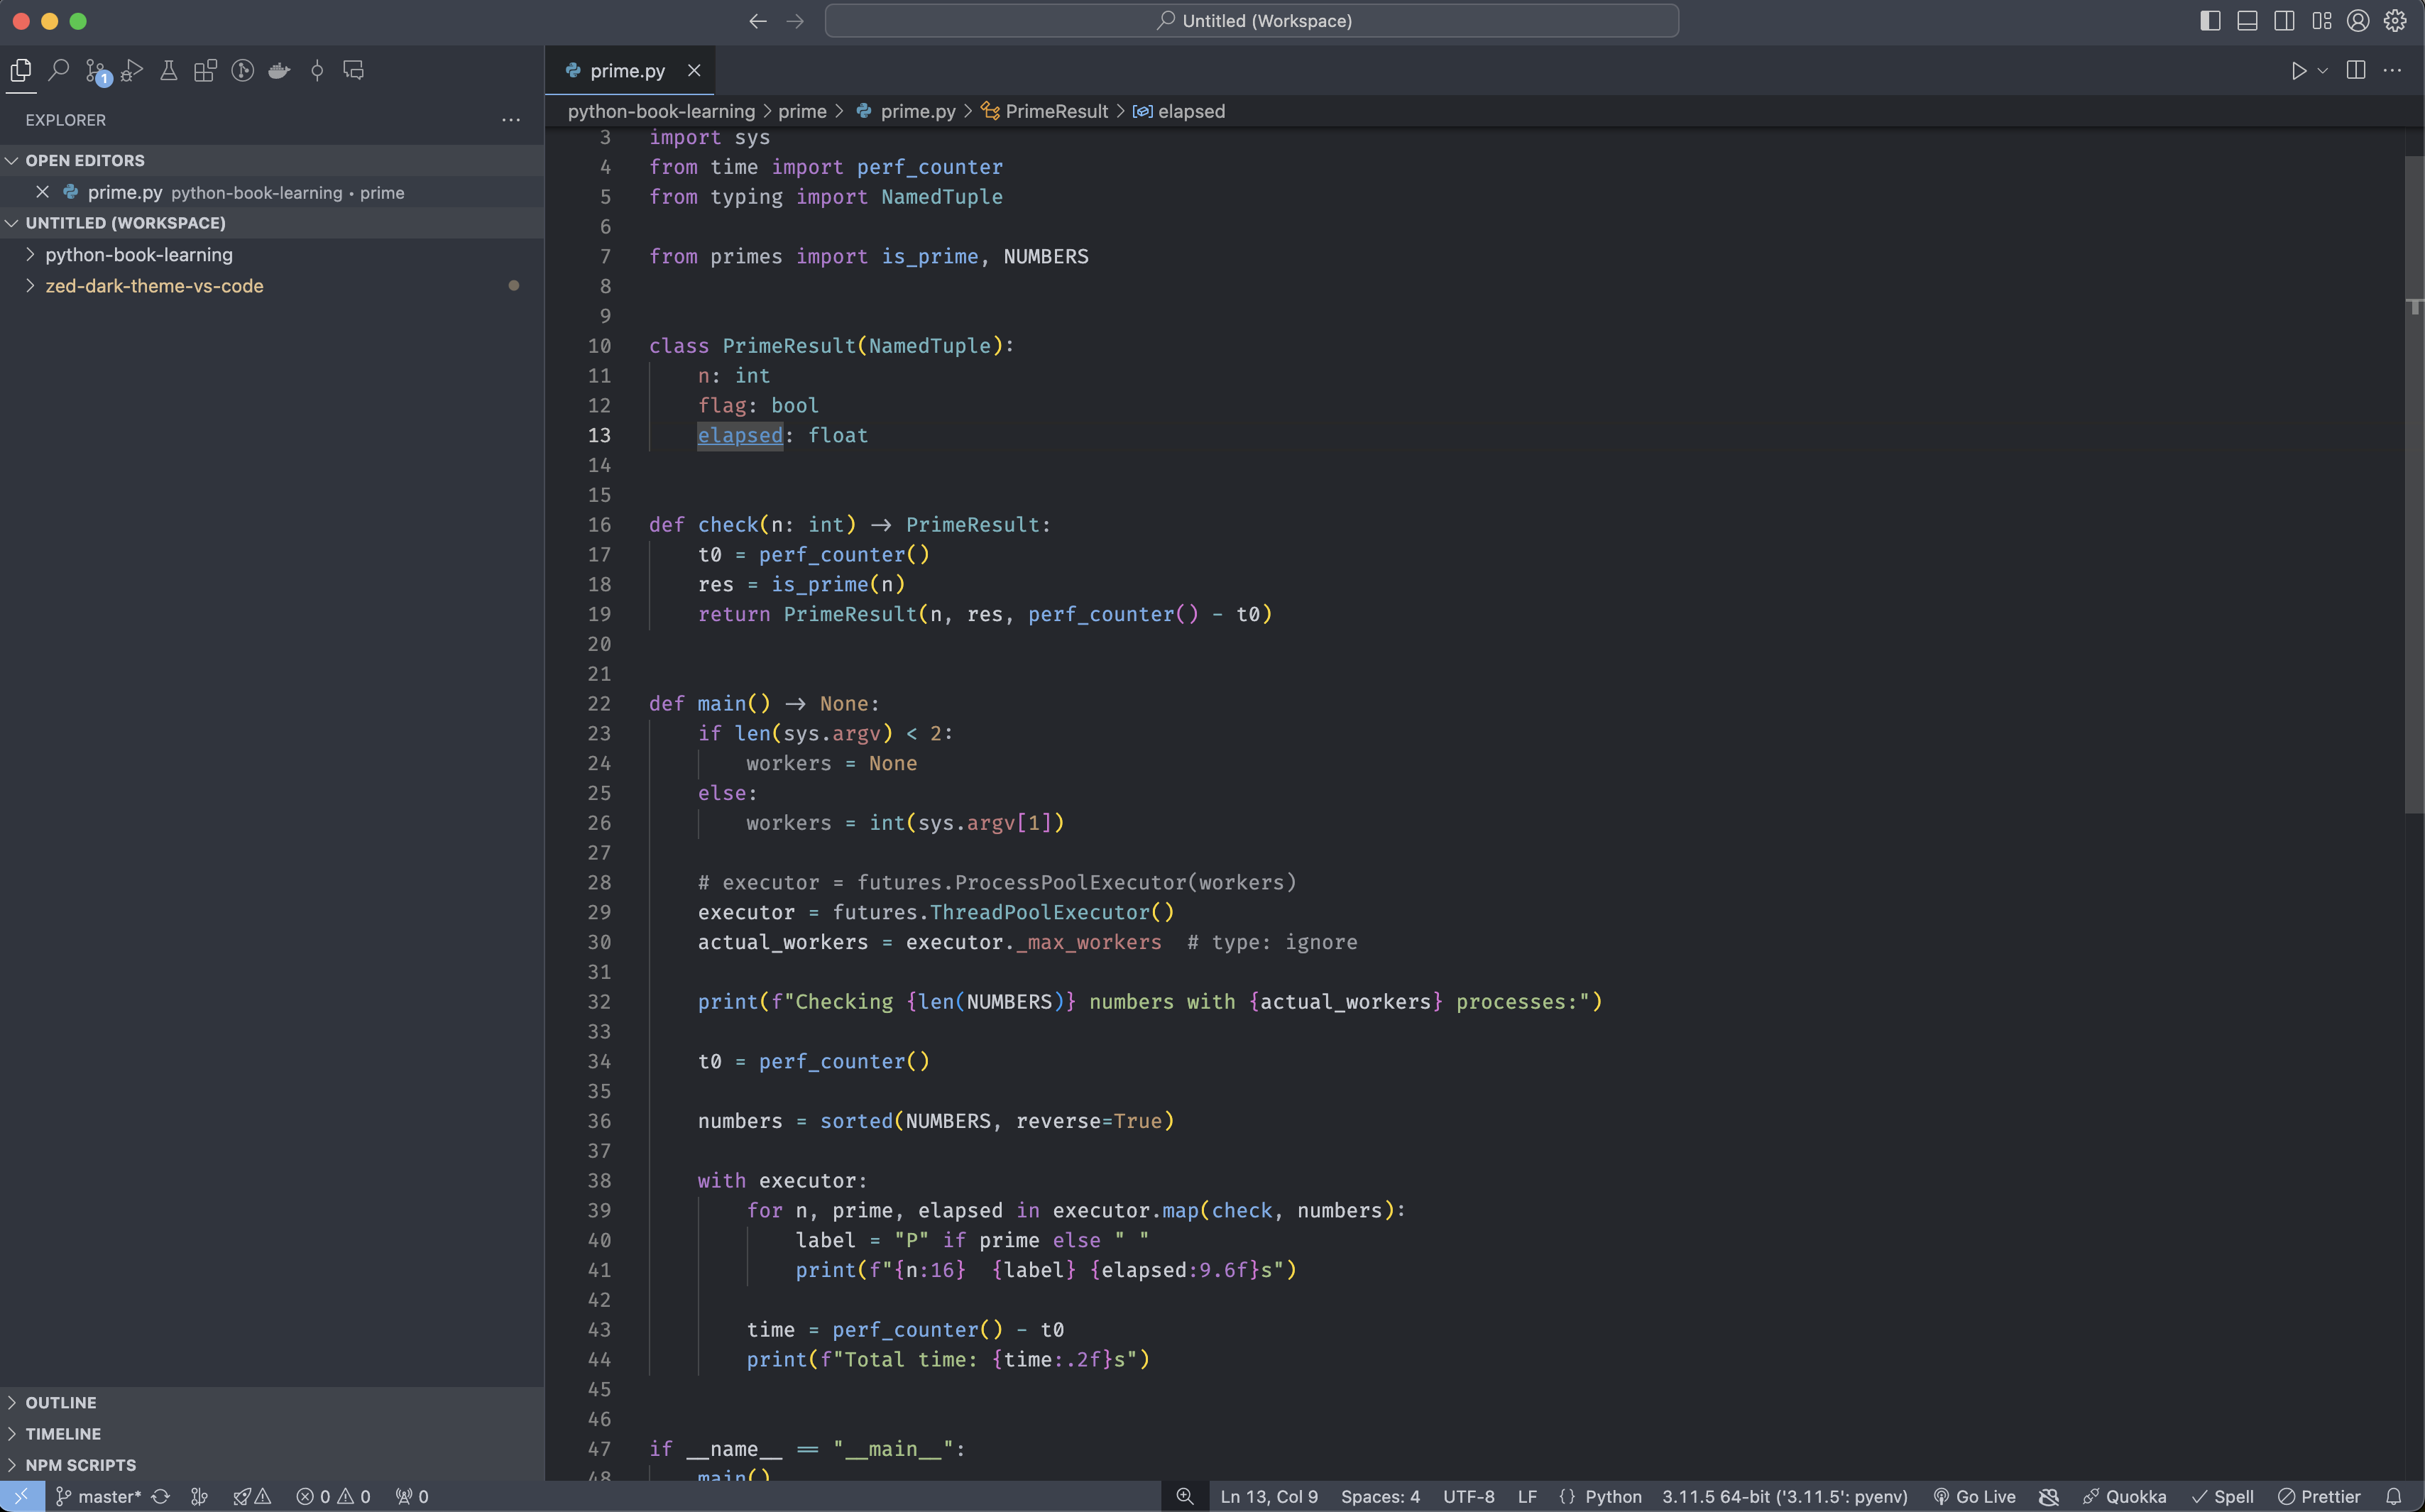 Untitled (Workspace)
1
prime.py
EXPLORER
python-book-learning > prime > prime.py > PrimeResult > elapsed
OPEN EDITORS
prime.py python-book-learning • prime
UNTITLED (WORKSPACE)
python-book-learning
zed-dark-theme-vs-code
3 import sys
4 from time import perf_counter
5 from typing import NamedTuple
6
7 from primes import is_prime, NUMBERS
8
9
10 class PrimeResult(NamedTuple):
11     n: int
12     flag: bool
13     elapsed: float
14
15
16 def check(n: int) → PrimeResult:
17     t0 = perf_counter()
18     res = is_prime(n)
19     return PrimeResult(n, res, perf_counter() - t0)
20
21
22 def main() → None:
23     if len(sys.argv) < 2:
24         workers = None
25     else:
26         workers = int(sys.argv[1])
27
28     # executor = futures.ProcessPoolExecutor(workers)
29     executor = futures.ThreadPoolExecutor()
30     actual_workers = executor._max_workers  # type: ignore
31
32     print(f"Checking {len(NUMBERS)} numbers with {actual_workers} processes:")
33
34     t0 = perf_counter()
35
36     numbers = sorted(NUMBERS, reverse=True)
37
38     with executor:
39         for n, prime, elapsed in executor.map(check, numbers):
40             label = "P" if prime else " "
41             print(f"{n:16}  {label} {elapsed:9.6f}s")
42
43         time = perf_counter() - t0
44         print(f"Total time: {time:.2f}s")
45
46
47 if __name__ == "__main__":
48     main()
OUTLINE
TIMELINE
NPM SCRIPTS
master* 0 0 0 Ln 13, Col 9 Spaces: 4 UTF-8 LF {} Python 3.11.5 64-bit ('3.11.5': pyenv) Go Live Quokka Spell Prettier